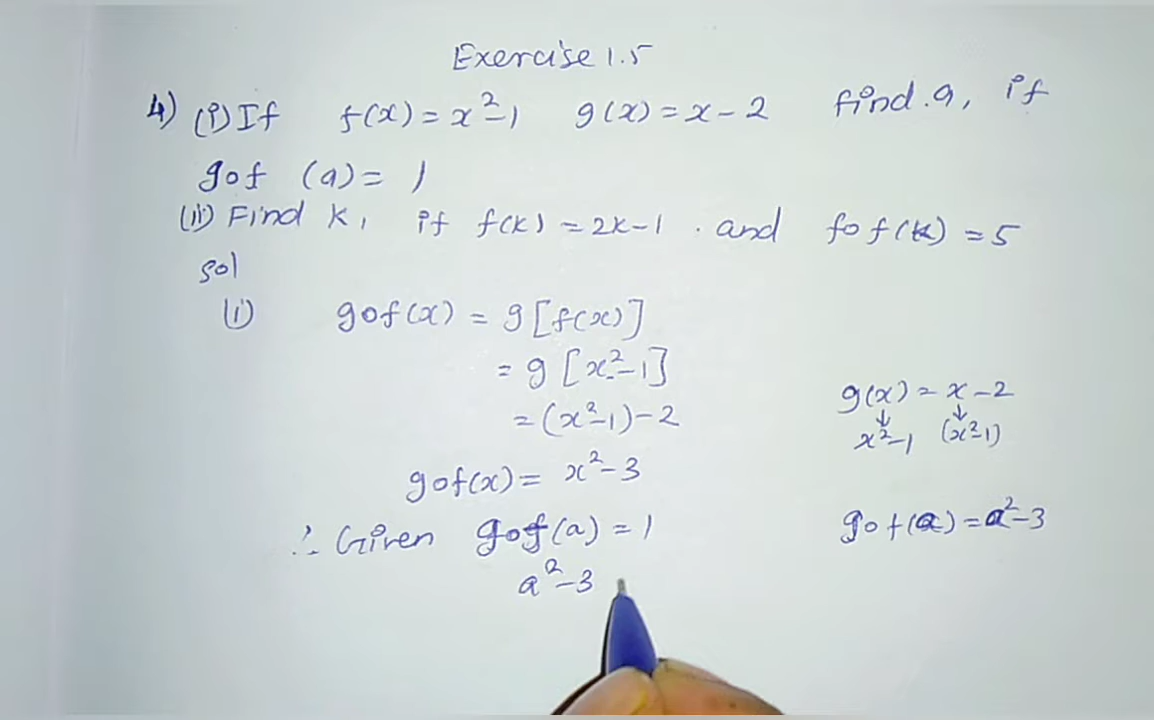 Exercise 1.5
4) (i) If f(x) = x²-1 g(x) = x-2 find.a, if
gof (a) = 1
(ii) Find k, if f(k) = 2k-1 . and fof(k) = 5
sol
(i) gof(x) = g[f(x)]
= g [x²-1]
= (x²-1)-2
g(x) = x-2
↓ ↓
x²-1 (x²-1)
gof(x) = x²-3
∴ Given gof(a) = 1
gof(a) = a²-3
a²-3